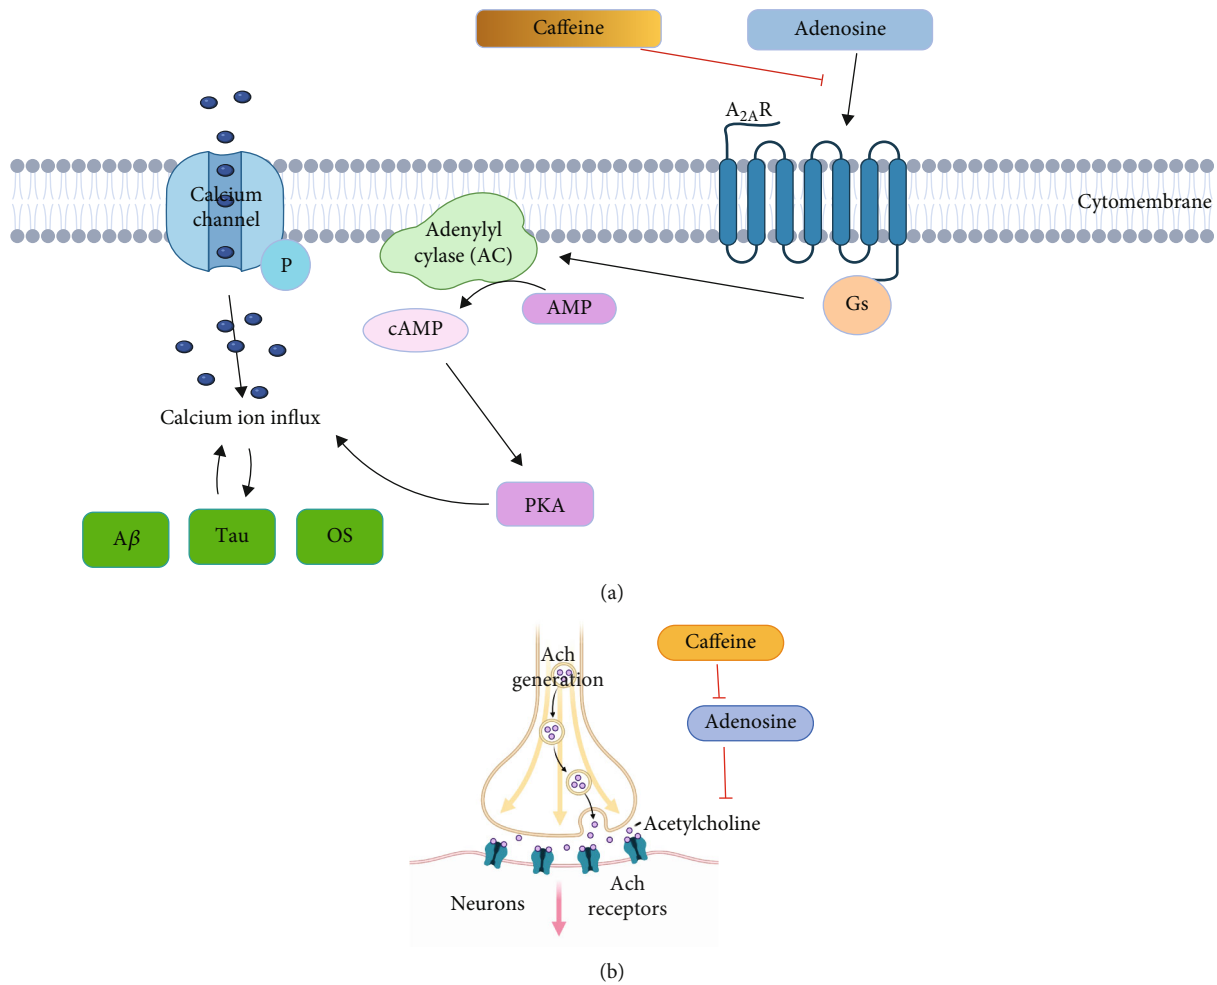 Caffeine
Adenosine
A2AR
Calcium
channel
Cytomembrane
Adenylyl
cylase (AC)
P
AMP
Gs
cAMP
Calcium ion influx
PKA
Aβ
Tau
OS
(a)
Ach
generation
Caffeine
Adenosine
Acetylcholine
Neurons
Ach
receptors
(b)